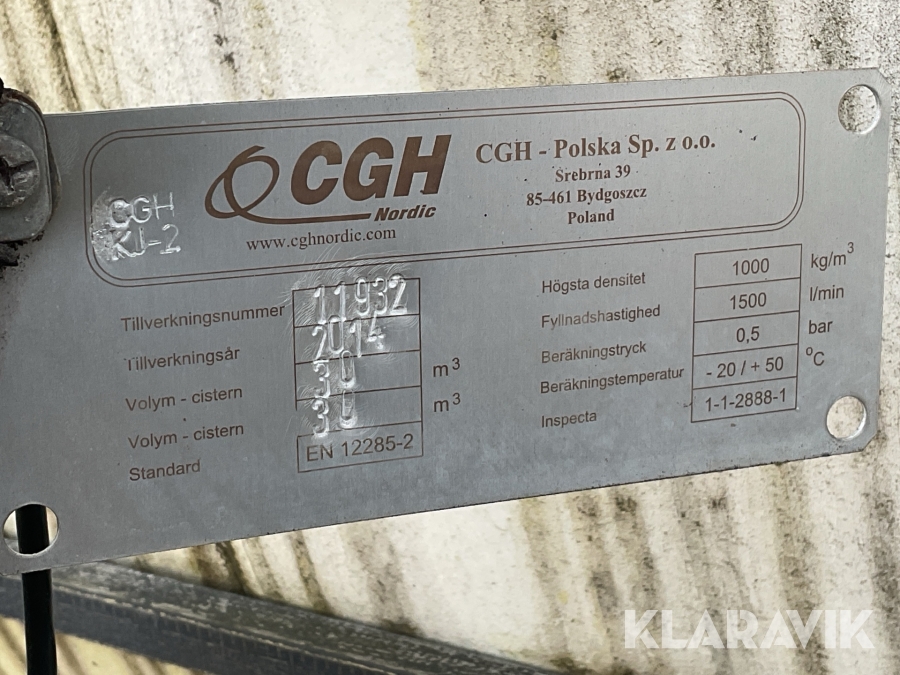 CGH
KJ-2
CGH
Nordic
www.cghnordic.com
CGH - Polska Sp. z o.o.
Srebrna 39
85-461 Bydgoszcz
Poland
Tillverkningsnummer 11932
Tillverkningsår 2014
Volym - cistern 30 m³
Volym - cistern m³
Standard EN 12285-2
Högsta densitet 1000 kg/m³
Fyllnadshastighed 1500 l/min
Beräkningstryck 0,5 bar
Beräkningstemperatur - 20 / + 50 °C
Inspecta 1-1-2888-1
KLARAVIK